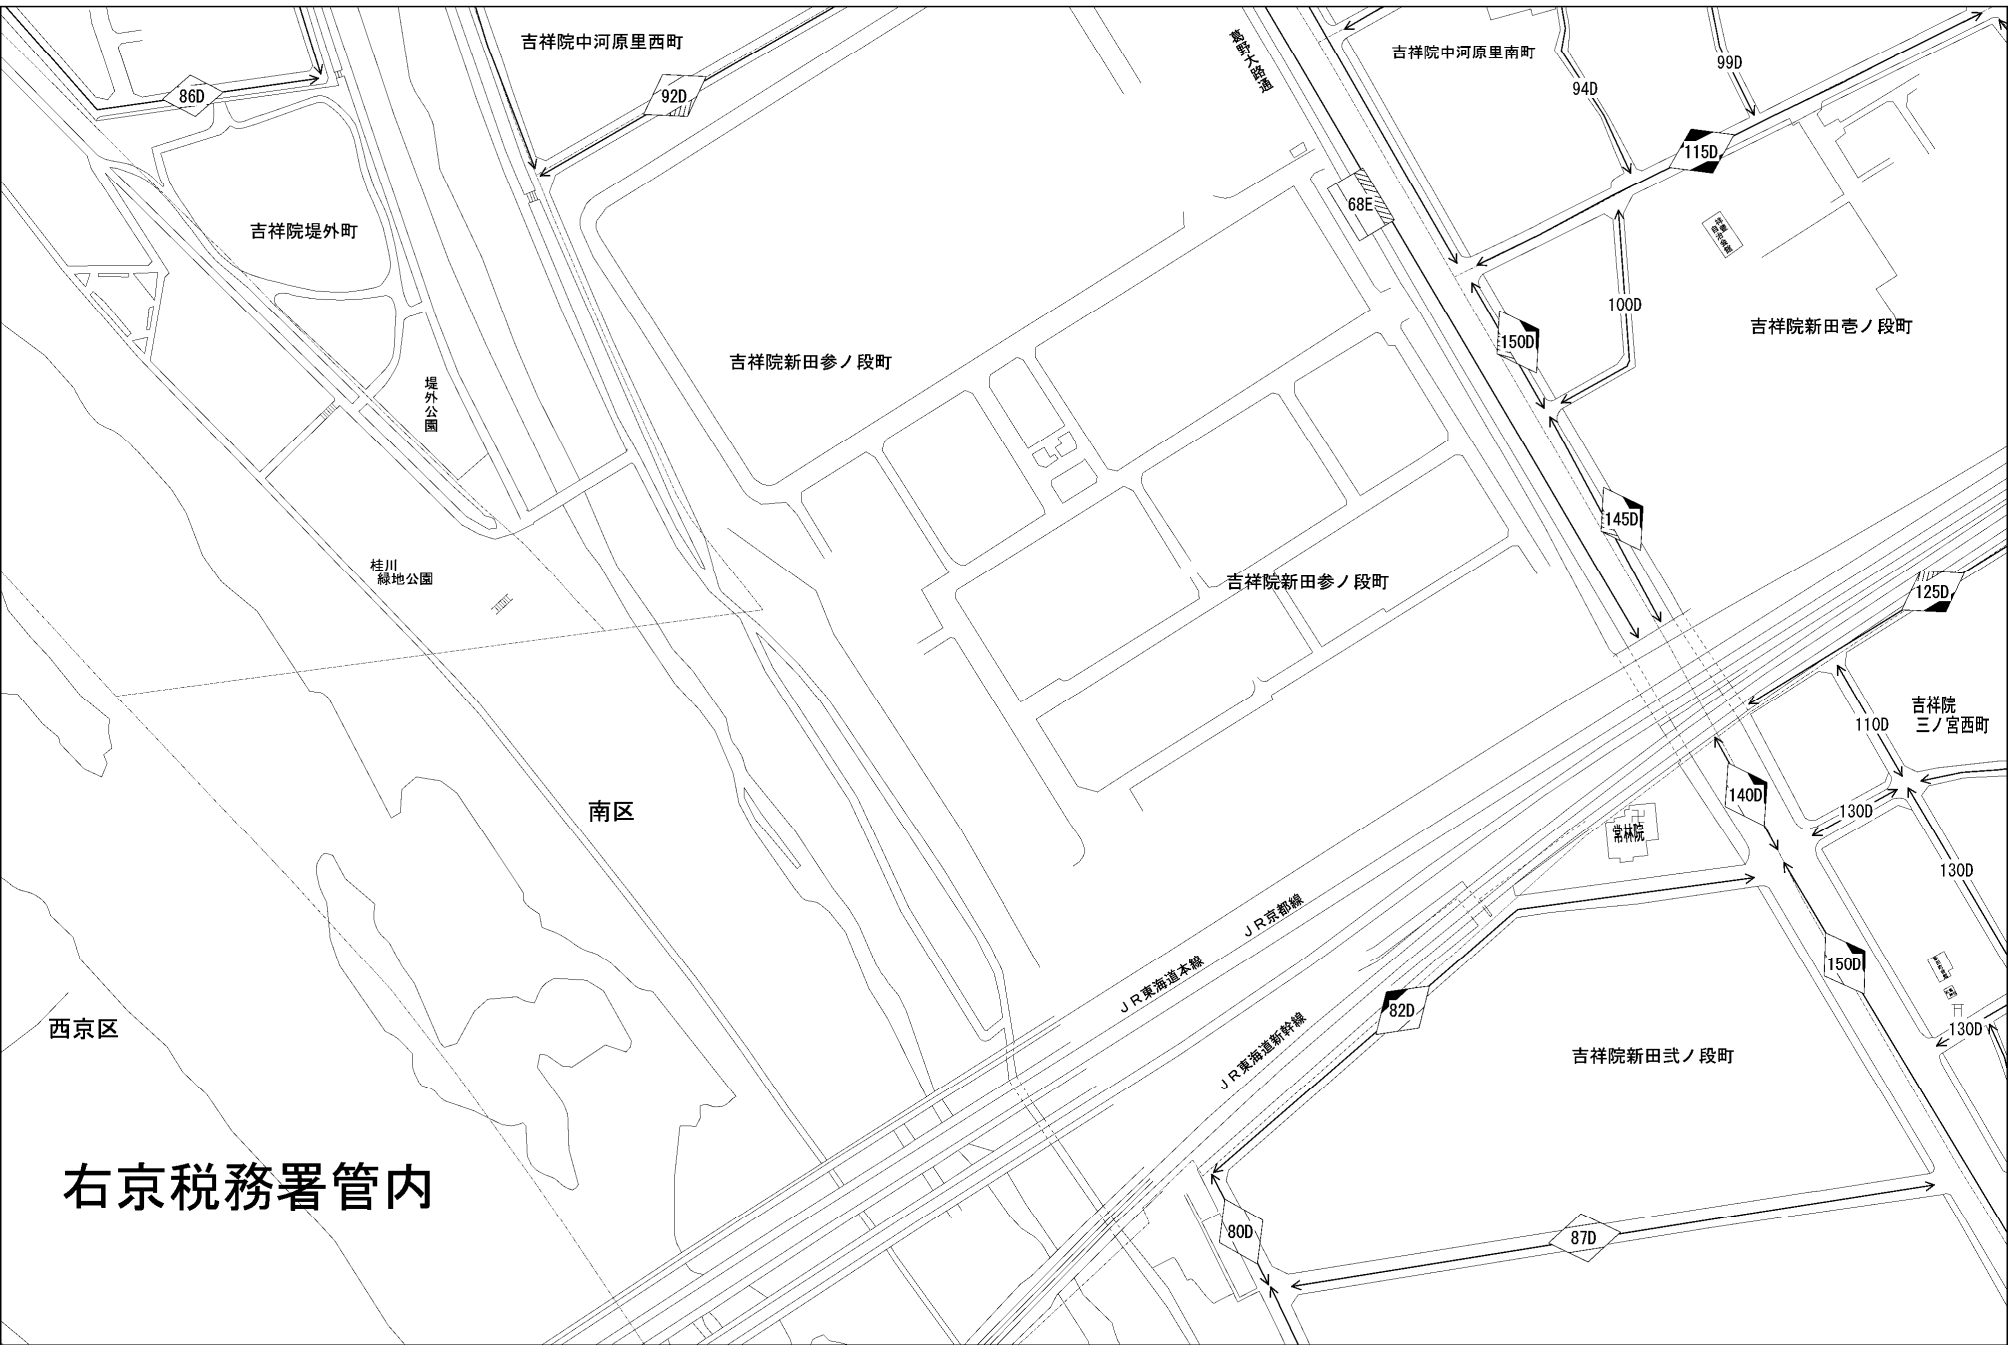 吉祥院中河原里西町
葛野大路通
吉祥院中河原里南町
99D
86D
92D
94D
115D
68E
吉祥院堤外町
祥豊
自治会館
100D
吉祥院新田壱ノ段町
150D
吉祥院新田参ノ段町
堤外公園
145D
桂川
緑地公園
吉祥院新田参ノ段町
125D
吉祥院
三ノ宮西町
110D
140D
南区
130D
常林院
130D
JR京都線
150D
JR東海道本線
82D
西京区
130D
JR東海道新幹線
吉祥院新田弐ノ段町
右京税務署管内
80D
87D